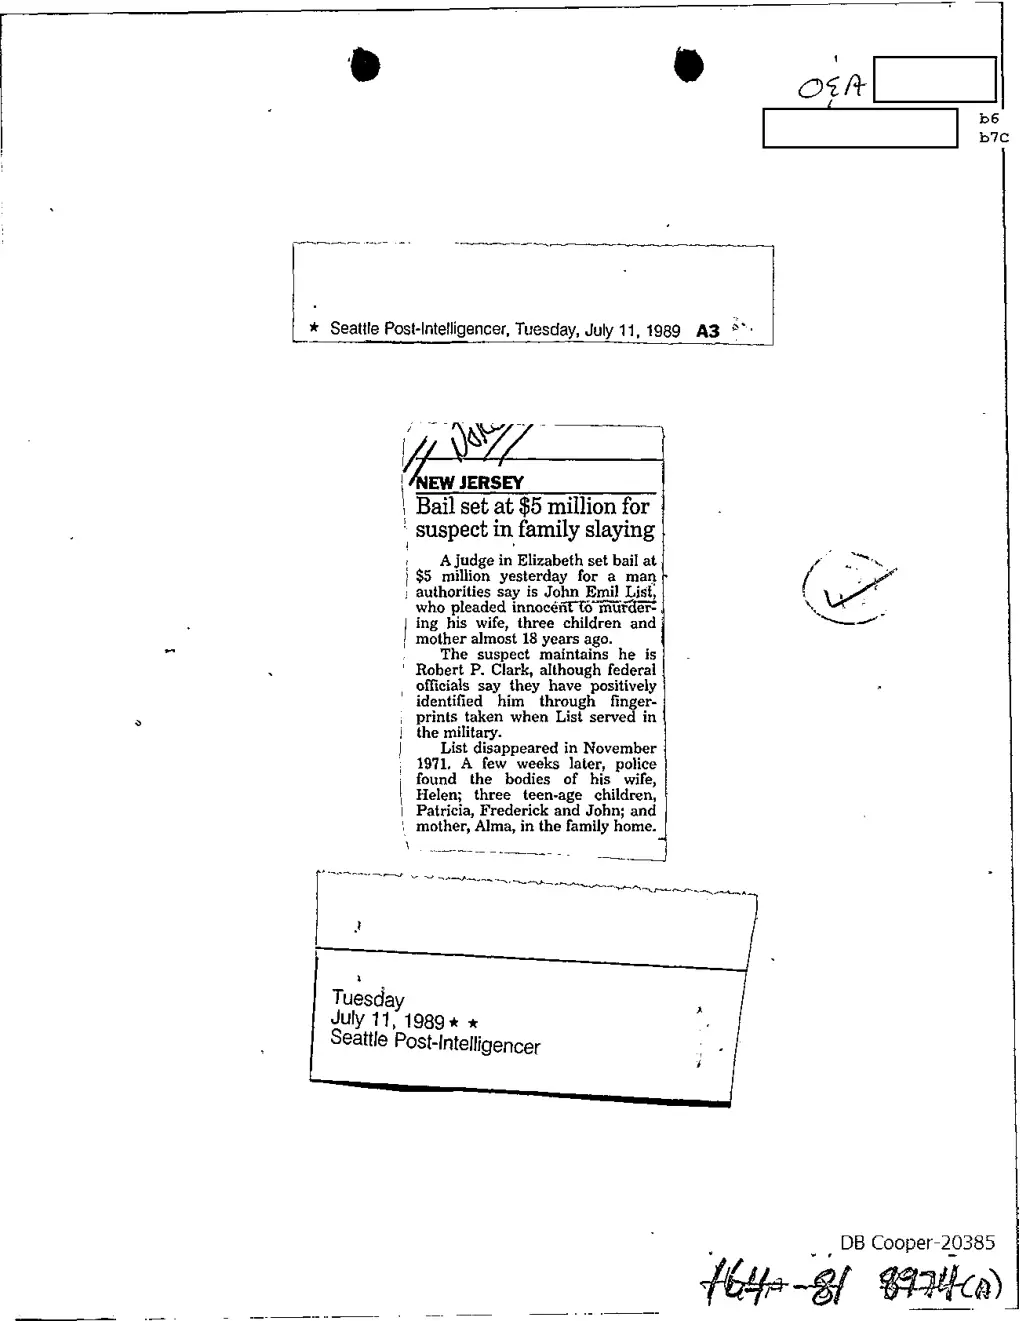 O&A
b6
b7C
★ Seattle Post-Intelligencer, Tuesday, July 11, 1989 A3
NEW JERSEY
Bail set at $5 million for
suspect in family slaying
A judge in Elizabeth set bail at
$5 million yesterday for a man
authorities say is John Emil List,
who pleaded innocent to murder-
ing his wife, three children and
mother almost 18 years ago.
The suspect maintains he is
Robert P. Clark, although federal
officials say they have positively
identified him through finger-
prints taken when List served in
the military.
List disappeared in November
1971. A few weeks later, police
found the bodies of his wife,
Helen; three teen-age children,
Patricia, Frederick and John; and
mother, Alma, in the family home.
Tuesday
July 11, 1989 ★ ★
Seattle Post-Intelligencer
DB Cooper-20385
164A-81 8974(A)